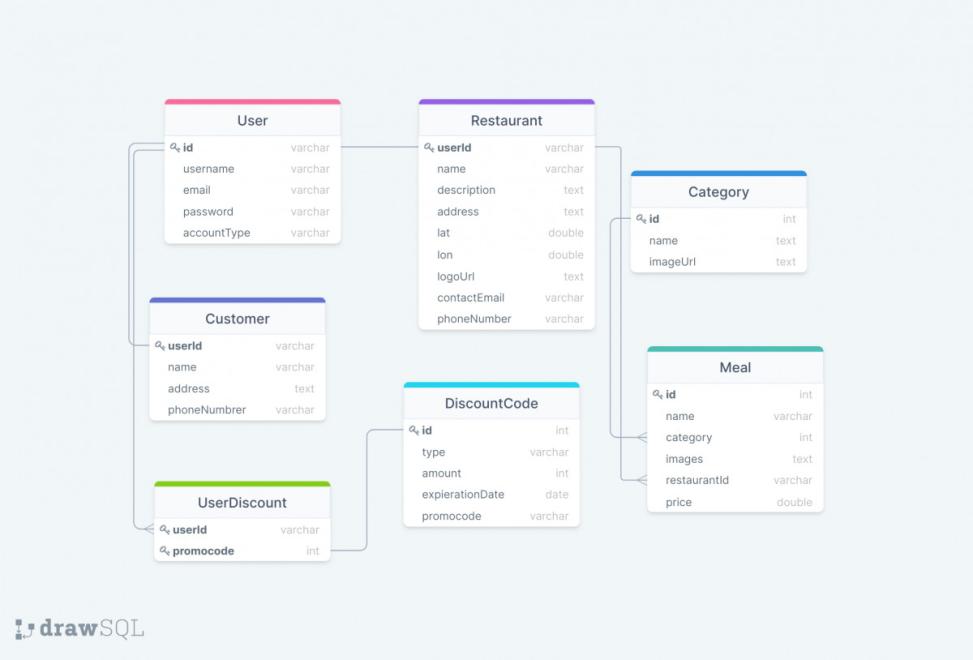 User
id varchar
username varchar
email varchar
password varchar
accountType varchar
Restaurant
userId varchar
name varchar
description text
address text
lat double
lon double
logoUrl text
contactEmail varchar
phoneNumber varchar
Category
id int
name text
imageUrl text
Customer
userId varchar
name varchar
address text
phoneNumbrer varchar
DiscountCode
id int
type varchar
amount int
expierationDate date
promocode varchar
Meal
id int
name varchar
category int
images text
restaurantId varchar
price double
UserDiscount
userId varchar
promocode int
drawSQL